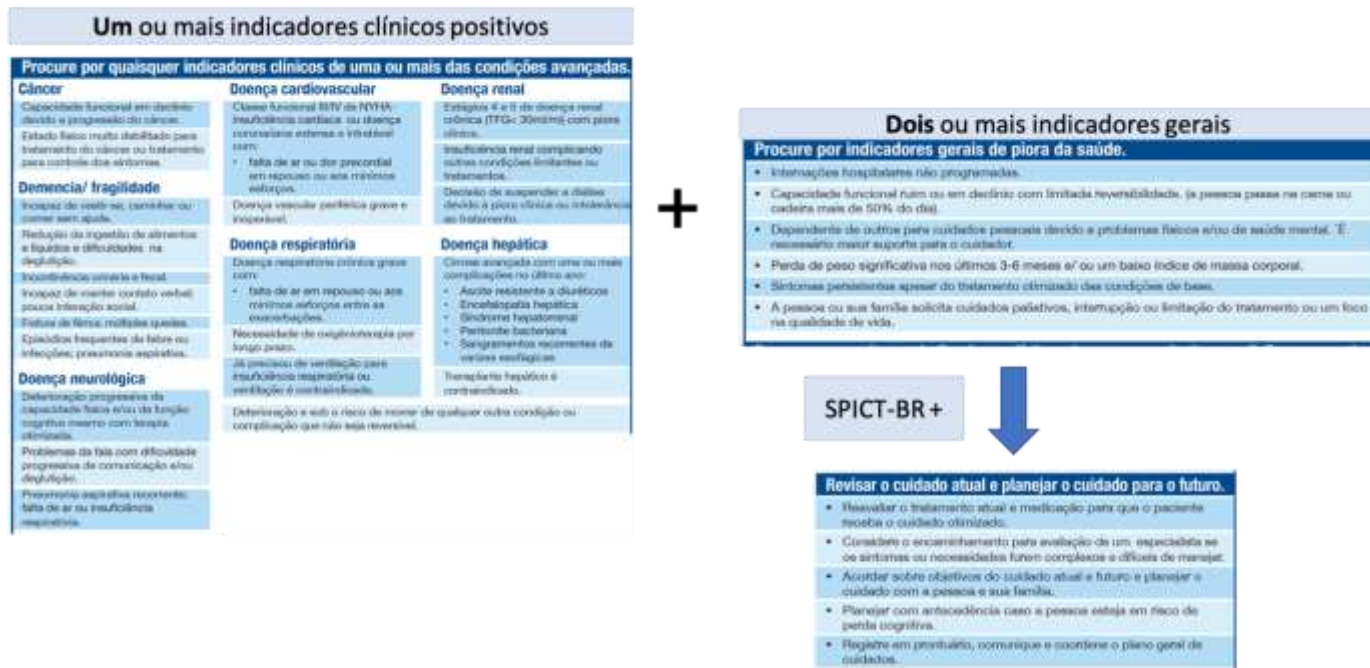 Um ou mais indicadores clínicos positivos
Procure por quaisquer indicadores clínicos de uma ou mais das condições avançadas.
Câncer
Capacidade funcional em declínio
devido a progressão do câncer.
Estado físico muito debilitado para
tratamento do câncer ou tratamento
para controle dos sintomas.
Demencia/ fragilidade
Incapaz de vestir-se, caminhar ou
comer sem ajuda.
Redução da ingestão de alimentos
e líquidos e dificuldades na
deglutição.
Incontinência urinária e fecal.
Incapaz de manter contato verbal;
pouca interação social.
Fratura de fêmur, múltiplas quedas.
Episódios frequentes de febre ou
infecções; pneumonia aspirativa.
Doença neurológica
Deterioração progressiva da
capacidade física e/ou da função
cognitiva mesmo com terapia
otimizada.
Problemas da fala com dificuldade
progressiva de comunicação e/ou
deglutição.
Pneumonia aspirativa recorrente;
falta de ar ou insuficiência
respiratória.
Doença cardiovascular
Classe funcional III/IV de NYHA
insuficiência cardíaca ou doença
coronariana extensa e intratável
com:
• falta de ar ou dor precordial
em repouso ou aos mínimos
esforços.
Doença vascular periférica grave e
inoperável.
Doença respiratória
Doença respiratória crônica grave
com:
• falta de ar em repouso ou aos
mínimos esforços entre as
exacerbações.
Necessidade de oxigênioterapia por
longo prazo.
Já precisou de ventilação para
insuficiência respiratória ou
ventilação é contraindicada.
Doença renal
Estágios 4 e 5 de doença renal
crônica (TFG< 30ml/m) com piora
clínica.
Insuficiência renal complicando
outras condições limitantes ou
tratamentos.
Decisão de suspender a diálise
devido à piora clínica ou intolerância
ao tratamento.
Doença hepática
Cirrose avançada com uma ou mais
complicações no último ano:
• Ascite resistente a diuréticos
• Encefalopatia hepática
• Síndrome hepatorrenal
• Peritonite bacteriana
• Sangramentos recorrentes de
varizes esofágicas
Transplante hepático é
contraindicado.
Deterioração e sob o risco de morrer de qualquer outra condição ou
complicação que não seja reversível.
+
Dois ou mais indicadores gerais
Procure por indicadores gerais de piora da saúde.
• Internações hospitalares não programadas.
• Capacidade funcional ruim ou em declínio com limitada reversibilidade. (a pessoa passa na cama ou
cadeira mais de 50% do dia).
• Dependente de outros para cuidados pessoais devido a problemas físicos e/ou de saúde mental. É
necessário maior suporte para o cuidador.
• Perda de peso significativa nos últimos 3-6 meses e/ ou um baixo índice de massa corporal.
• Sintomas persistentes apesar do tratamento otimizado das condições de base.
• A pessoa ou sua família solicita cuidados paliativos, interrupção ou limitação do tratamento ou um foco
na qualidade de vida.
SPICT-BR +
Revisar o cuidado atual e planejar o cuidado para o futuro.
• Reavaliar o tratamento atual e medicação para que o paciente
receba o cuidado otimizado.
• Considere o encaminhamento para avaliação de um especialista se
os sintomas ou necessidades forem complexos e difíceis de manejar.
• Acordar sobre objetivos do cuidado atual e futuro e planejar o
cuidado com a pessoa e sua família.
• Planejar com antecedência caso a pessoa esteja em risco de
perda cognitiva.
• Registre em prontuário, comunique e coordene o plano geral de
cuidados.